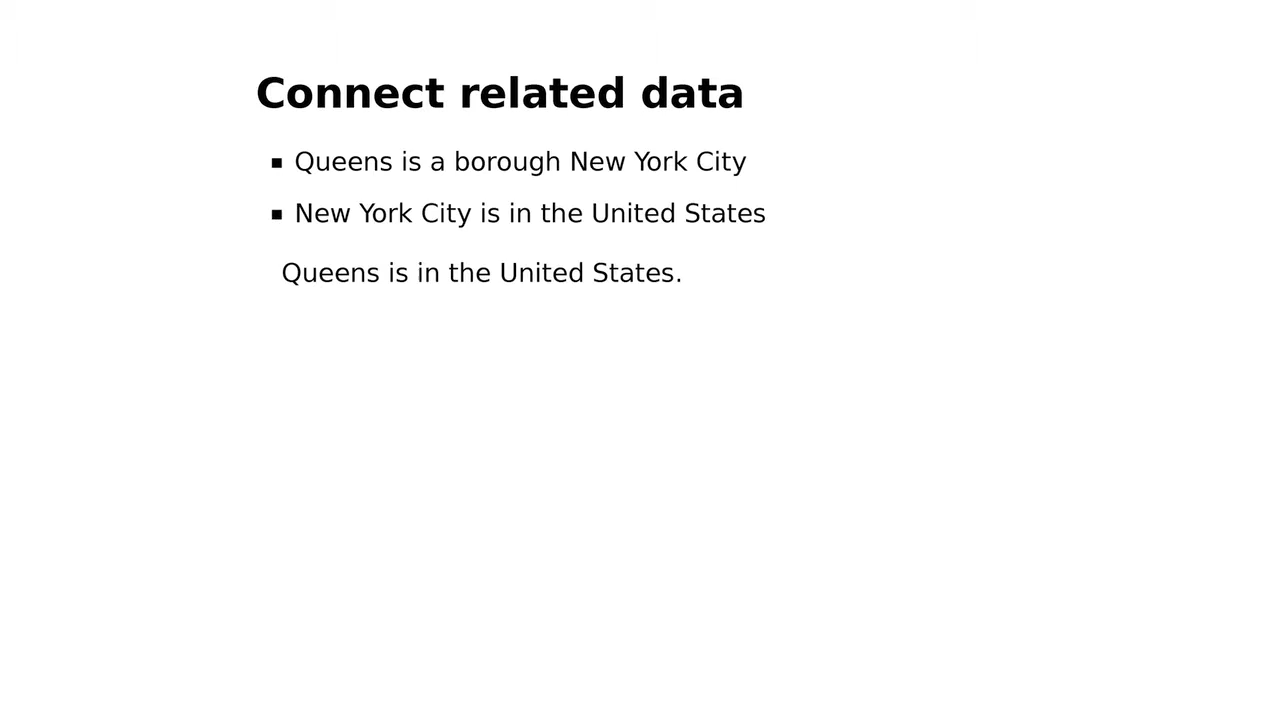 Connect related data
▪ Queens is a borough New York City
▪ New York City is in the United States
Queens is in the United States.